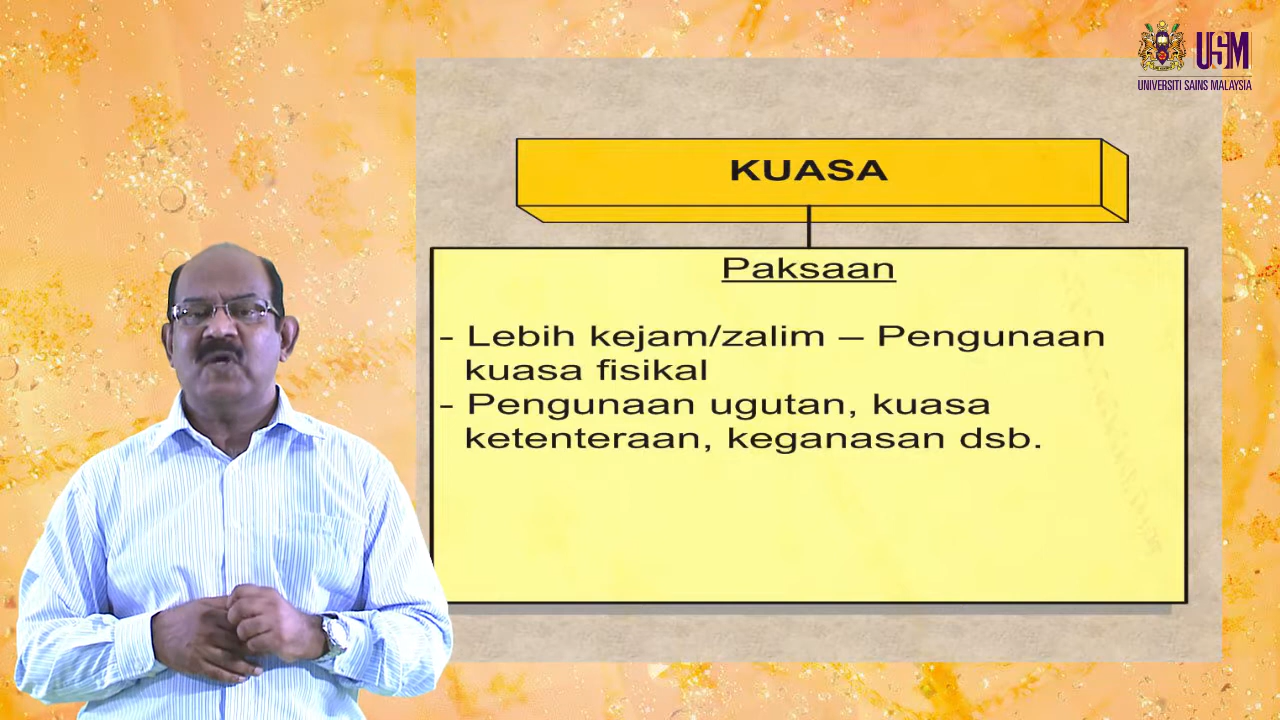 USM
UNIVERSITI SAINS MALAYSIA
KUASA
Paksaan
- Lebih kejam/zalim – Pengunaan
kuasa fisikal
- Pengunaan ugutan, kuasa
ketenteraan, keganasan dsb.